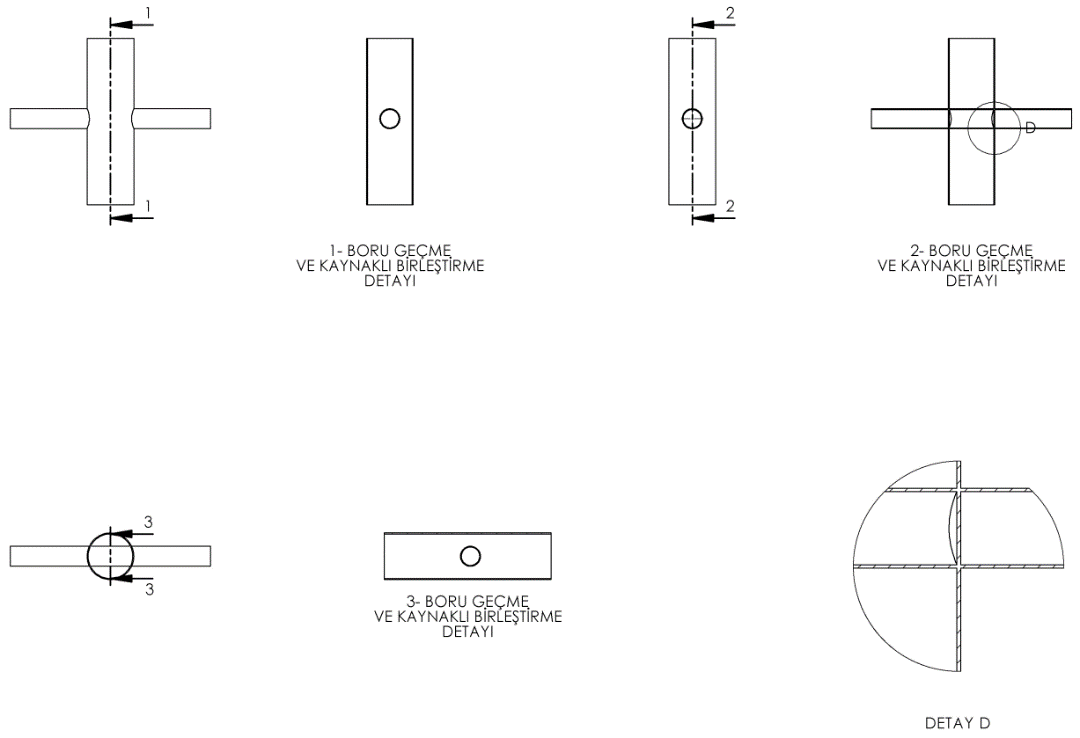 1
1
1- BORU GEÇME
VE KAYNAKLI BİRLEŞTİRME
DETAYI
2
2
D
2- BORU GEÇME
VE KAYNAKLI BİRLEŞTİRME
DETAYI
3
3
3- BORU GEÇME
VE KAYNAKLI BİRLEŞTİRME
DETAYI
DETAY D